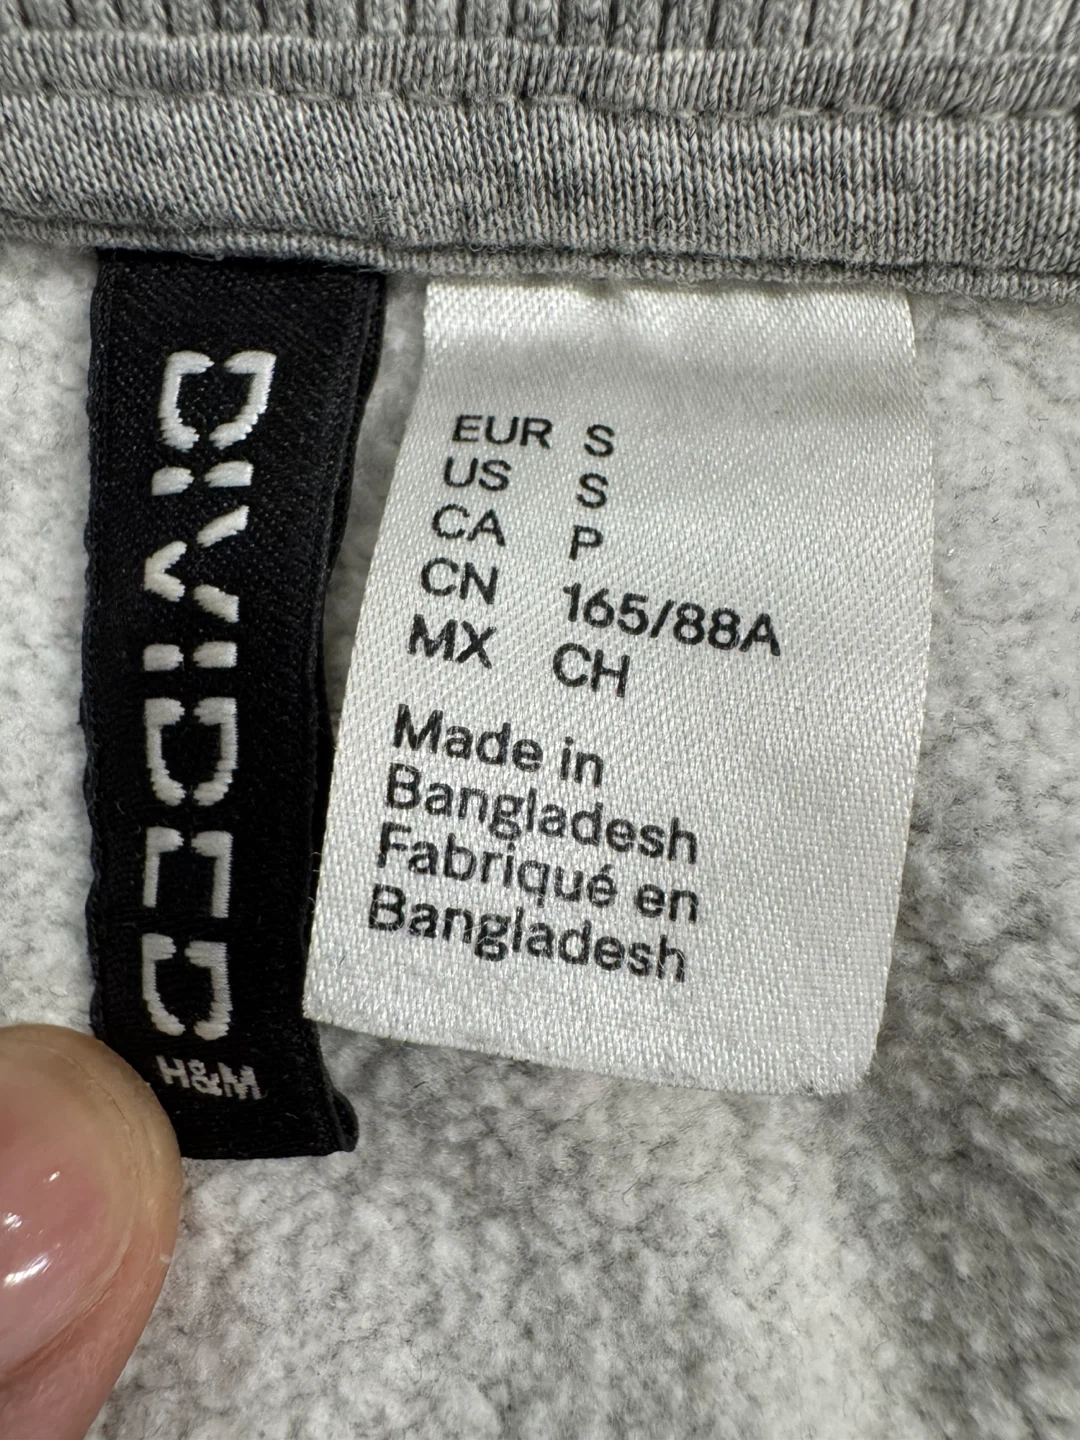 DIVIDED
H&M
EUR S
US S
CA P
CN 165/88A
MX CH
Made in
Bangladesh
Fabriqué en
Bangladesh